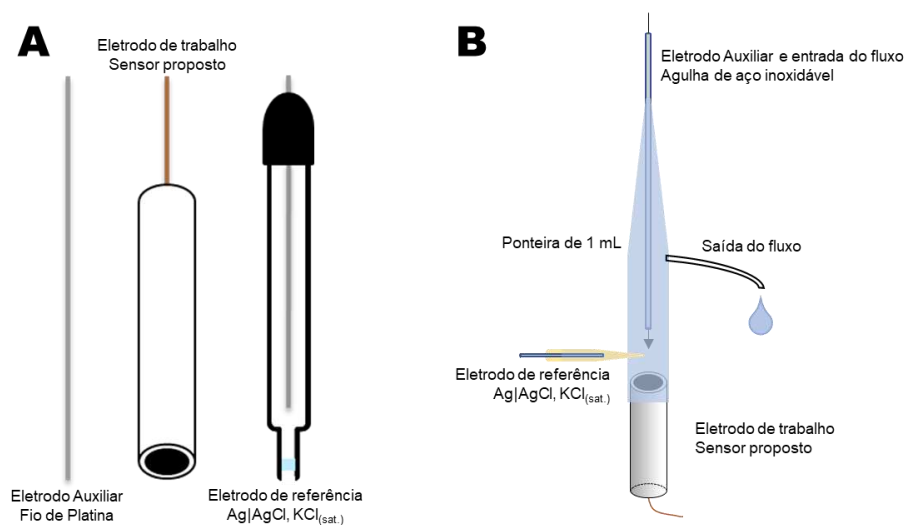 A
Eletrodo de trabalho
Sensor proposto
Eletrodo Auxiliar
Fio de Platina
Eletrodo de referência
Ag|AgCl, KCl(sat.)
B
Eletrodo Auxiliar e entrada do fluxo
Agulha de aço inoxidável
Ponteira de 1 mL
Saída do fluxo
Eletrodo de referência
Ag|AgCl, KCl(sat.)
Eletrodo de trabalho
Sensor proposto